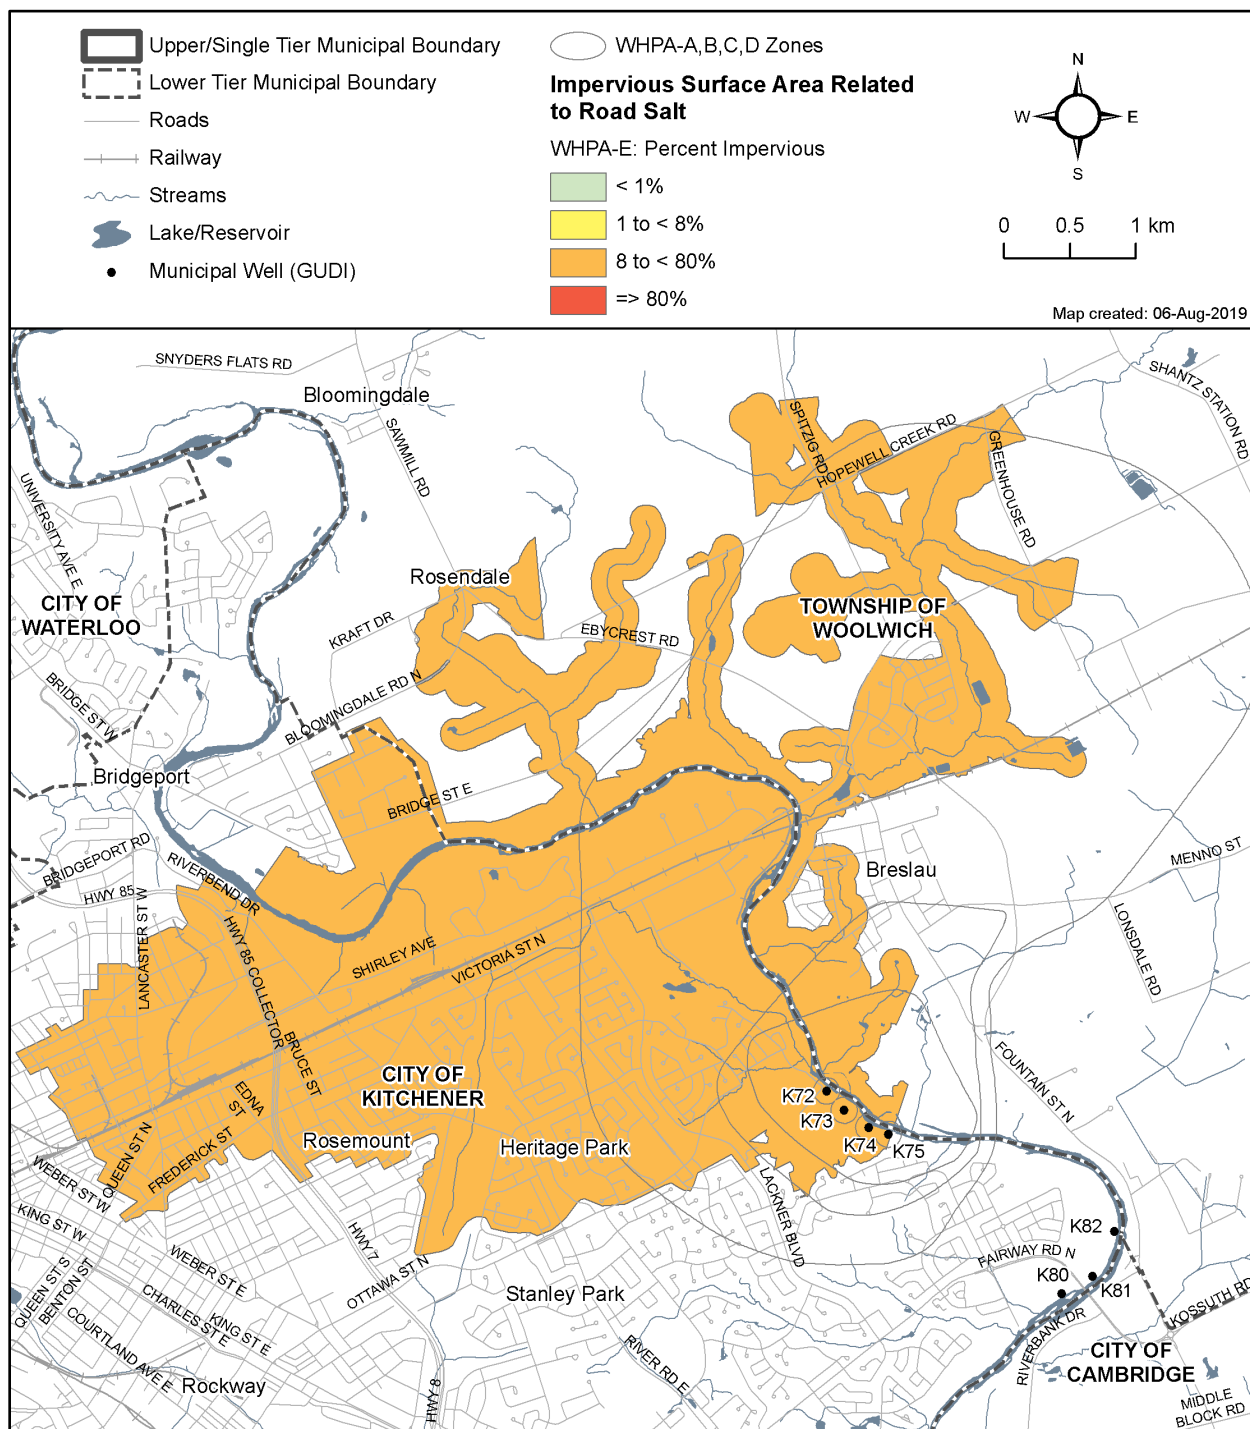 Upper/Single Tier Municipal Boundary
Lower Tier Municipal Boundary
Roads
Railway
Streams
Lake/Reservoir
Municipal Well (GUDI)
WHPA-A,B,C,D Zones
Impervious Surface Area Related
to Road Salt
WHPA-E: Percent Impervious
< 1%
1 to < 8%
8 to < 80%
=> 80%
N
W
E
S
0 0.5 1 km
Map created: 06-Aug-2019
SNYDERS FLATS RD
Bloomingdale
SAWMILL RD
SPITZIG RD
HOPEWELL CREEK RD
GREENHOUSE RD
SHANTZ STATION RD
UNIVERSITY AVE E
CITY OF
WATERLOO
Rosendale
KRAFT DR
EBYCREST RD
TOWNSHIP OF
WOOLWICH
BRIDGE ST W
BLOOMINGDALE RD N
Bridgeport
BRIDGE ST E
BRIDGEPORT RD
RIVERBEND DR
HWY 85
LANCASTER ST W
HWY 85 COLLECTOR
SHIRLEY AVE
VICTORIA ST N
Breslau
MENNO ST
LONSDALE RD
FOUNTAIN ST N
BRUCE ST
EDNA
ST
CITY OF
KITCHENER
K72
K73
K74
K75
Rosemount
Heritage Park
QUEEN ST N
FREDERICK ST
WEBER ST W
KING ST W
QUEEN ST S
BENTON ST
WEBER ST E
CHARLES ST E
KING ST E
COURTLAND AVE E
Rockway
HWY 7
OTTAWA ST N
HWY 8
Stanley Park
RIVER RD E
LACKNER BLVD
FAIRWAY RD N
K82
K80
K81
RIVERBANK DR
KOSSUTH RD
CITY OF
CAMBRIDGE
MIDDLE
BLOCK RD